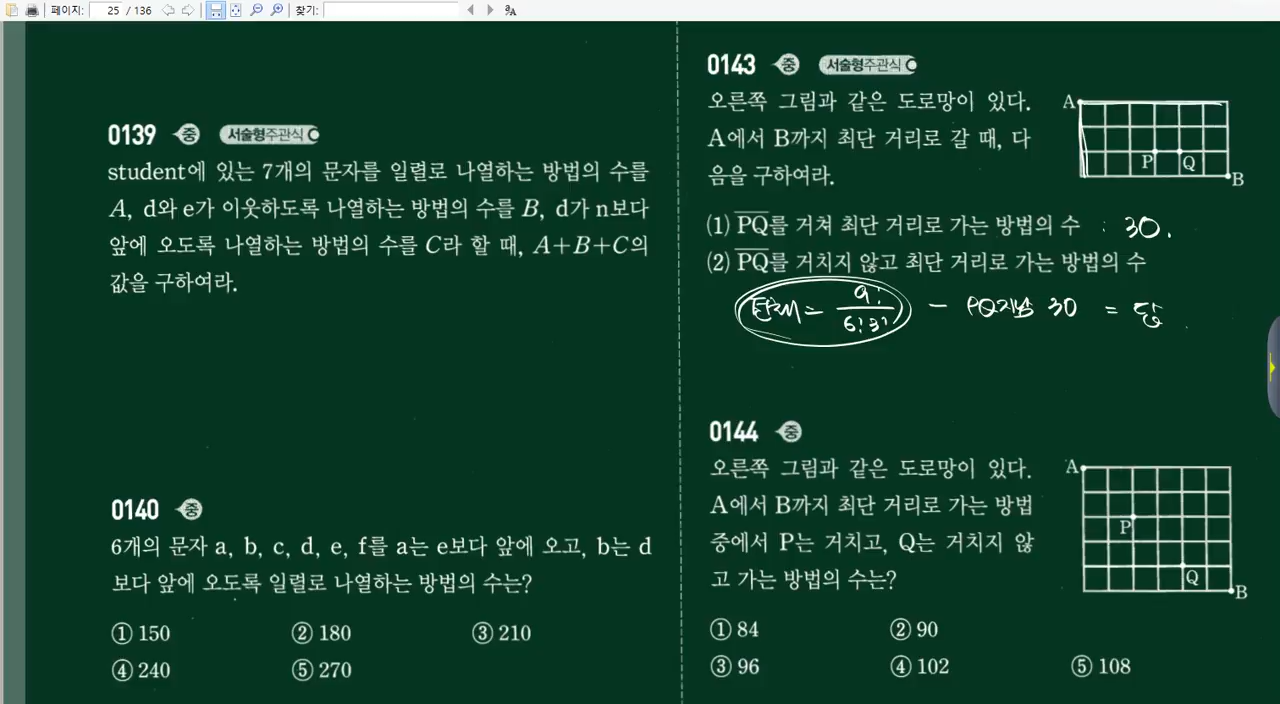 페이지: 25 / 136 찾기:
0139 중 서술형주관식
student에 있는 7개의 문자를 일렬로 나열하는 방법의 수를
A, d와 e가 이웃하도록 나열하는 방법의 수를 B, d가 n보다
앞에 오도록 나열하는 방법의 수를 C라 할 때, A+B+C의
값을 구하여라.
0140 중
6개의 문자 a, b, c, d, e, f를 a는 e보다 앞에 오고, b는 d
보다 앞에 오도록 일렬로 나열하는 방법의 수는?
① 150 ② 180 ③ 210
④ 240 ⑤ 270
0143 중 서술형주관식
오른쪽 그림과 같은 도로망이 있다.
A에서 B까지 최단 거리로 갈 때, 다
음을 구하여라.
A
P Q
B
(1) PQ를 거쳐 최단 거리로 가는 방법의 수 : 30.
(2) PQ를 거치지 않고 최단 거리로 가는 방법의 수
전체 = 9! / 6!3! - PQ지남 30 = 답
0144 중
오른쪽 그림과 같은 도로망이 있다.
A에서 B까지 최단 거리로 가는 방법
중에서 P는 거치고, Q는 거치지 않
고 가는 방법의 수는?
A
P
Q
B
① 84 ② 90
③ 96 ④ 102 ⑤ 108